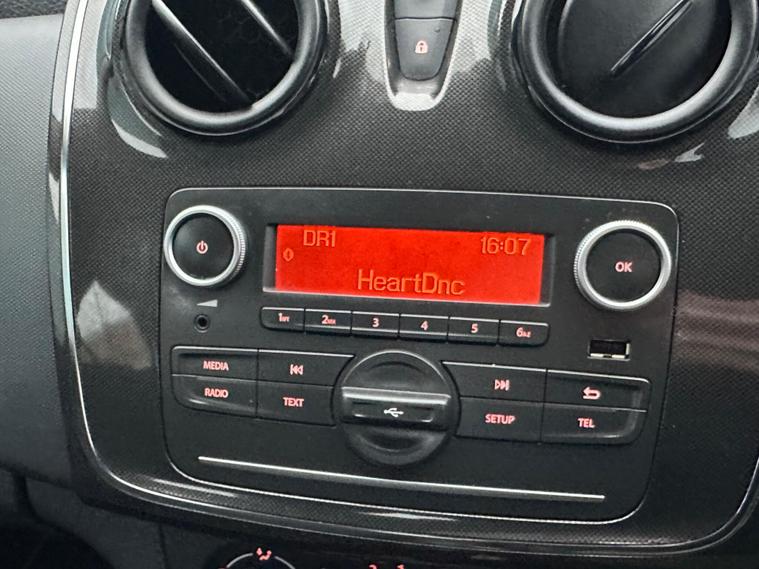 DR1 16:07
HeartDnc
OK
1 2 3 4 5 6
MEDIA
RADIO TEXT SETUP TEL